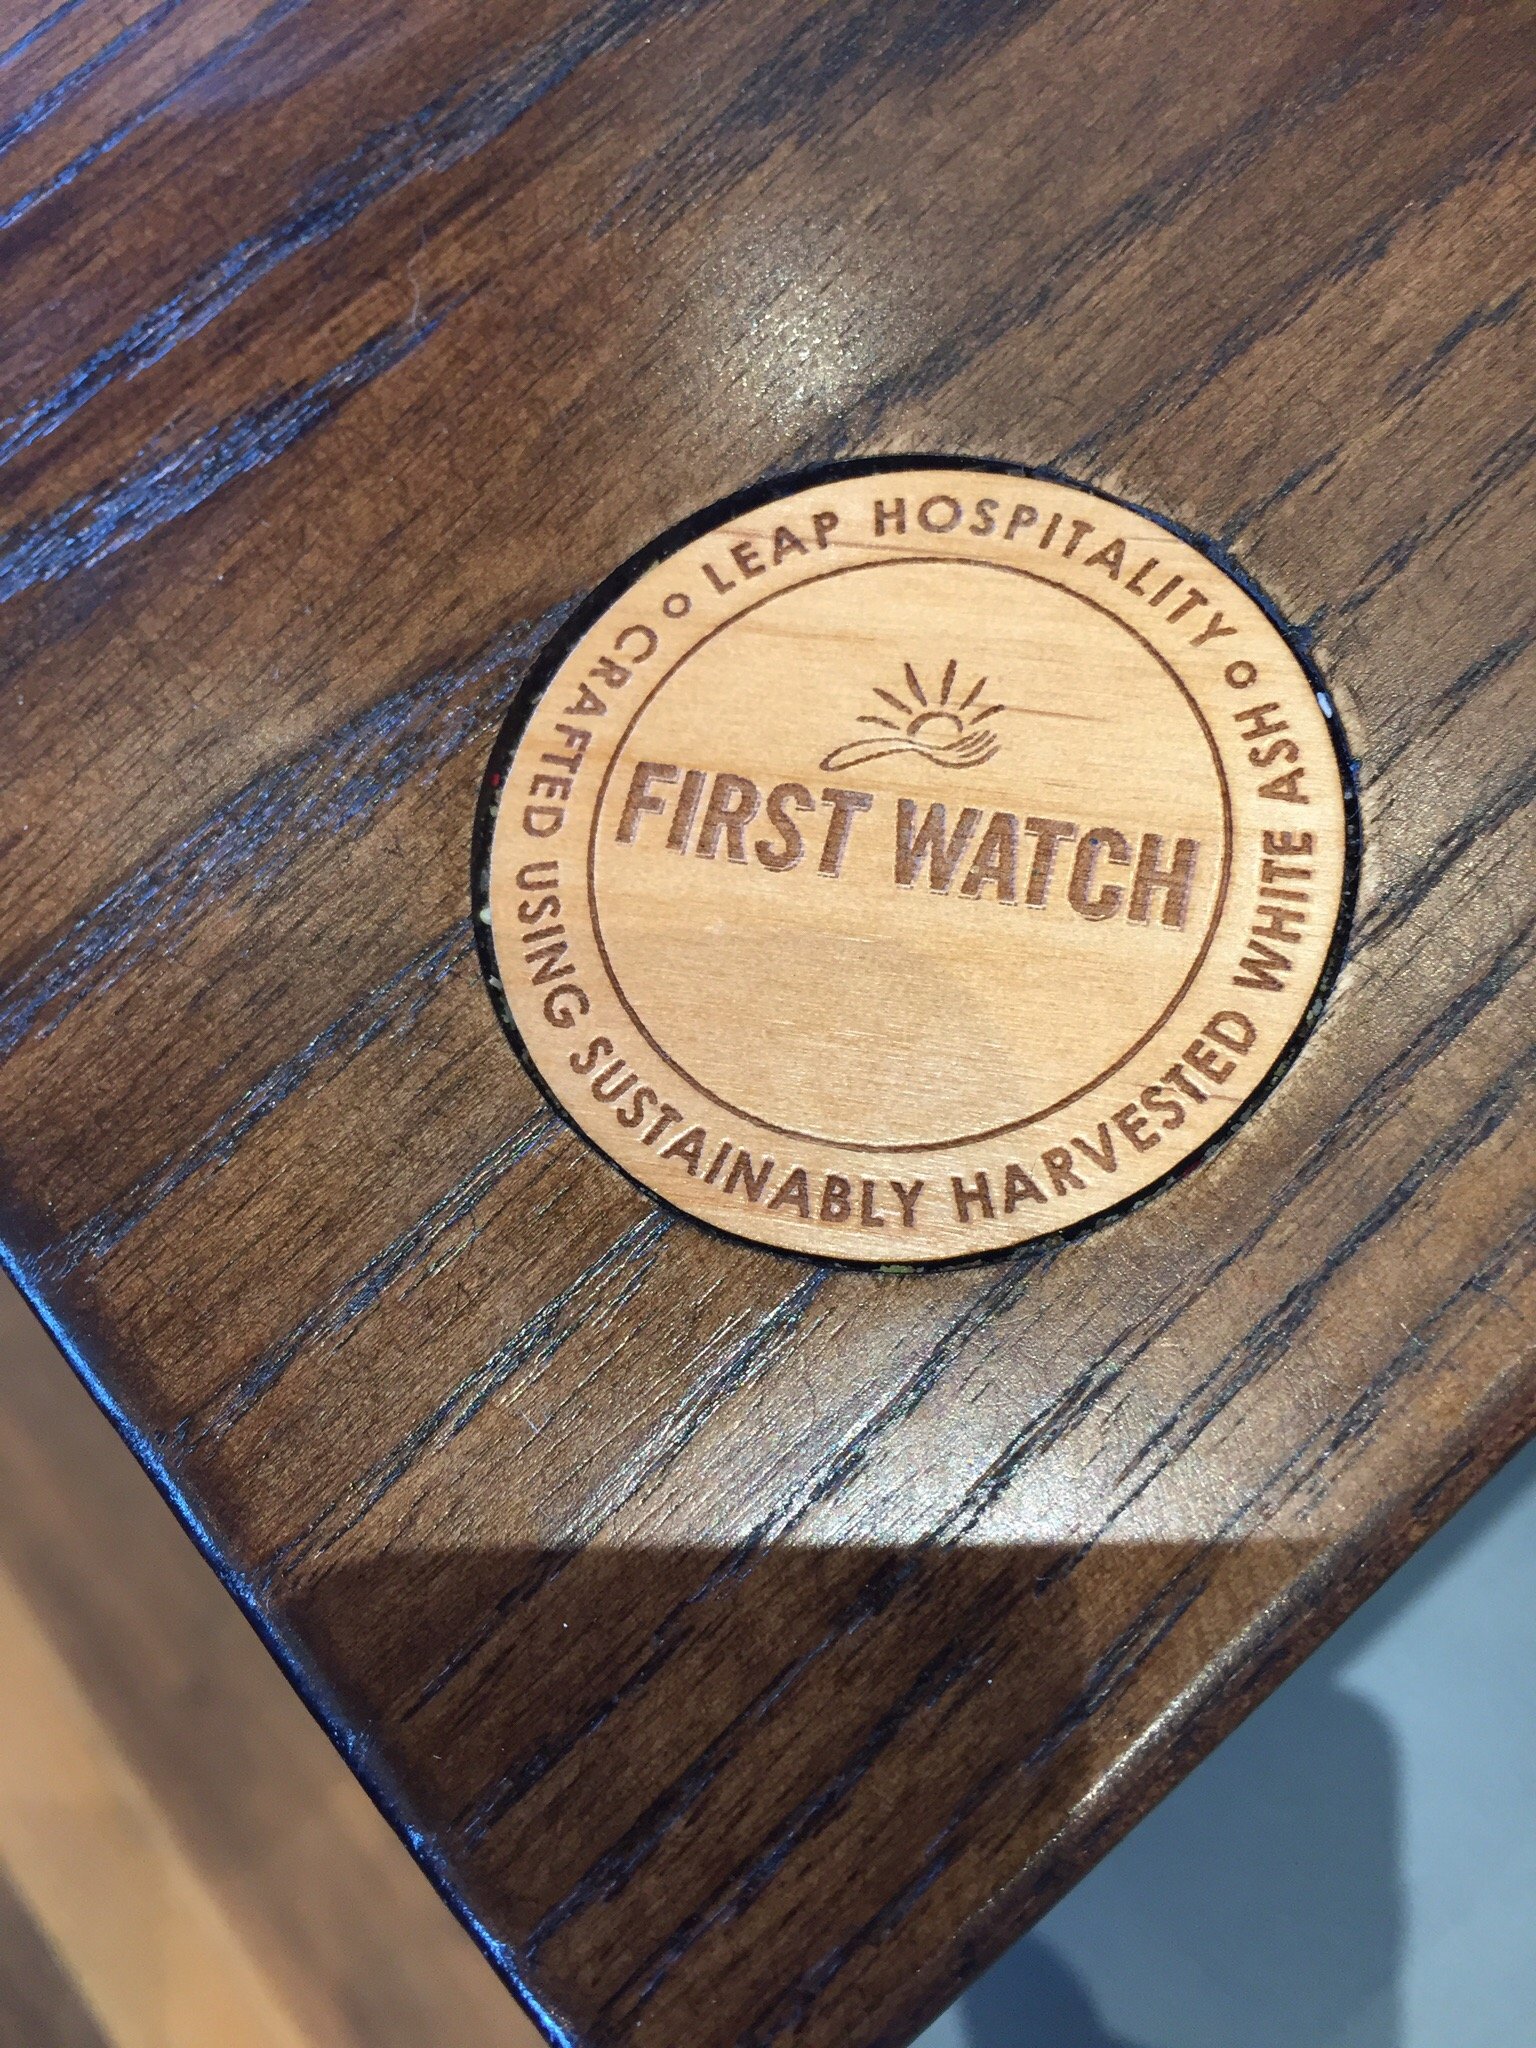 LEAP HOSPITALITY
FIRST WATCH
CRAFTED USING SUSTAINABLY HARVESTED WHITE ASH